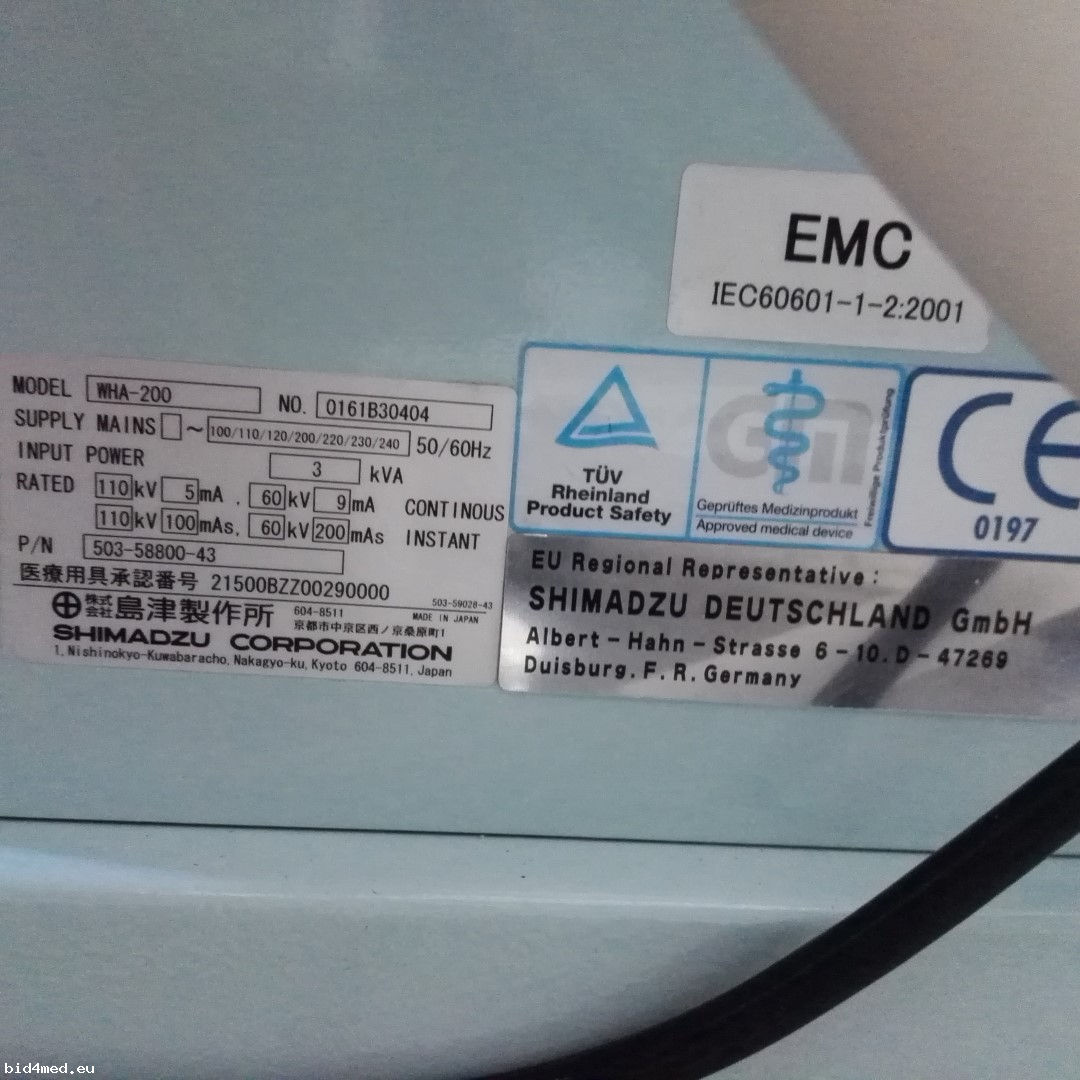 EMC
IEC60601-1-2:2001
MODEL WHA-200 NO. 0161B30404
SUPPLY MAINS ~ 100/110/120/200/220/230/240 50/60Hz
INPUT POWER 3 kVA
RATED 110 kV 5 mA , 60 kV 9 mA CONTINOUS
110 kV 100 mAs, 60 kV 200 mAs INSTANT
P/N 503-58800-43
医療用具承認番号 21500BZZ00290000
503-59028-43
MADE IN JAPAN
株式会社 島津製作所 604-8511
京都市中京区西ノ京桑原町1
SHIMADZU CORPORATION
1, Nishinokyo-Kuwabaracho, Nakagyo-ku, Kyoto 604-8511, Japan
TÜV
Rheinland
Product Safety
GM
Geprüftes Medizinprodukt
Approved medical device
Freiwillige Produktprüfung
CE
0197
EU Regional Representative :
SHIMADZU DEUTSCHLAND GmbH
Albert-Hahn-Strasse 6-10. D-47269
Duisburg. F. R. Germany
bid4med.eu